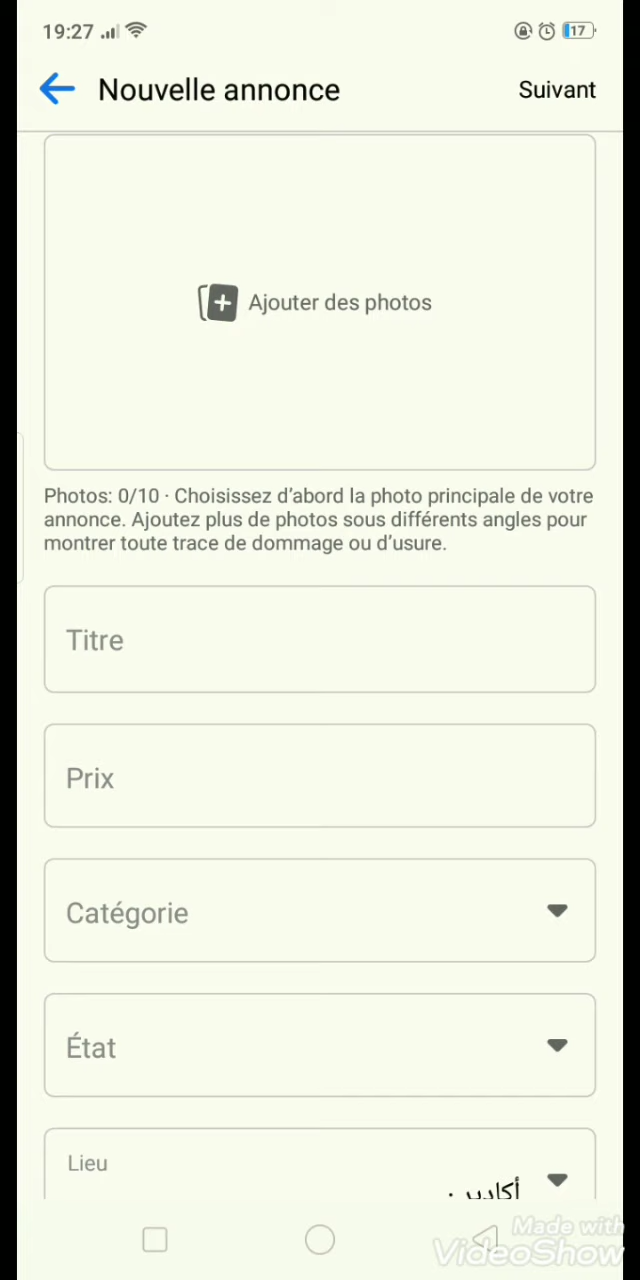 19:27
17
Nouvelle annonce
Suivant
Ajouter des photos
Photos: 0/10 · Choisissez d’abord la photo principale de votre
annonce. Ajoutez plus de photos sous différents angles pour
montrer toute trace de dommage ou d’usure.
Titre
Prix
Catégorie
État
Lieu
Made with
VideoShow